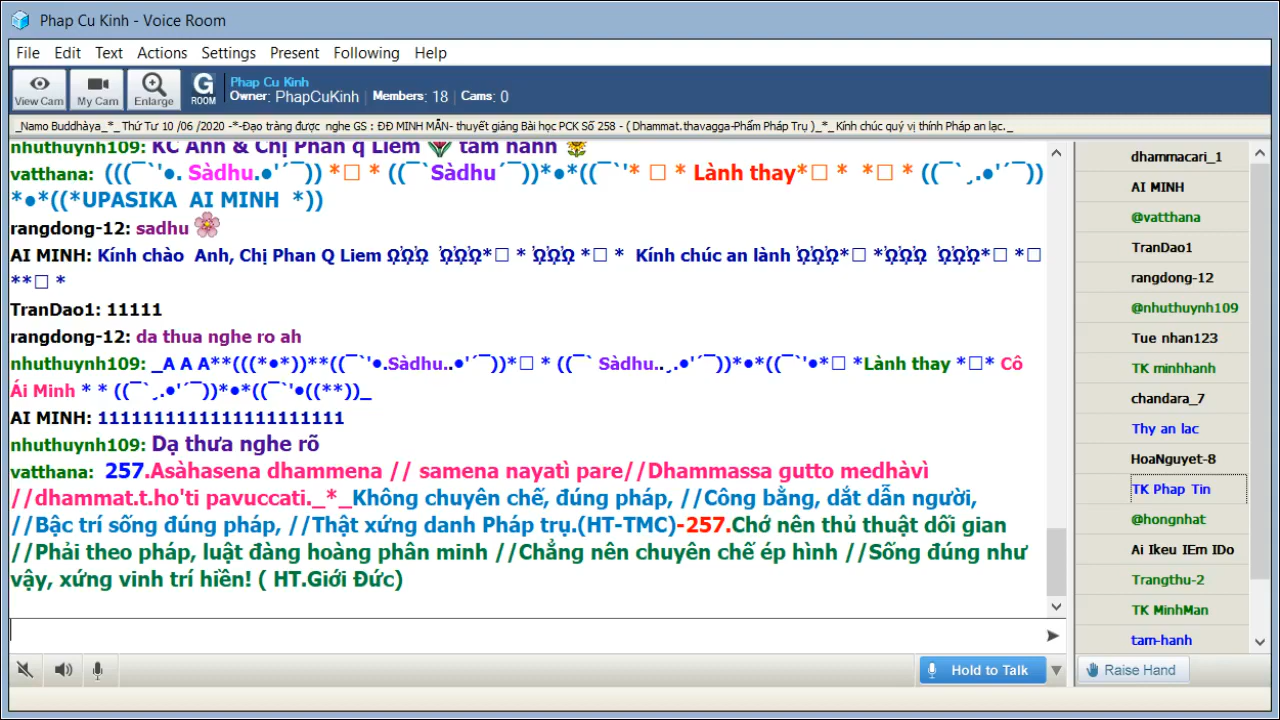 Phap Cu Kinh - Voice Room
File Edit Text Actions Settings Present Following Help
View Cam My Cam Enlarge G ROOM
Phap Cu Kinh
Owner: PhapCuKinh | Members: 18 | Cams: 0
_Namo Buddhàya_*_ Thứ Tư 10 /06 /2020 -*-Đạo tràng được nghe GS : ĐĐ MINH MẪN- thuyết giảng Bài học PCK Số 258 - ( Dhammat.thavagga-Phẩm Pháp Trụ )_*_ Kính chúc quý vị thính Pháp an lạc._
nhuthuynh109: KC Anh & Chị Phan q Liem 🌷 tam hanh 🌻
vatthana: (((¯`'•. Sàdhu.•'´¯)) *□ * ((¯`Sàdhu´¯))*•*((¯`'* □ * Lành thay*□ * *□ * ((¯`¸.•'´¯))
*•*((*UPASIKA AI MINH *))
rangdong-12: sadhu 🌸
AI MINH: Kính chào Anh, Chị Phan Q Liem ὮὮὮ ὮὮὮ*□ * ὮὮὮ *□ * Kính chúc an lành ὮὮὮ*□ *ὮὮὮ ὮὮὮ*□ *□
**□ *
TranDao1: 11111
rangdong-12: da thua nghe ro ah
nhuthuynh109: _A A A**(((*•*))**((¯`'•.Sàdhu..•'´¯))*□ * ((¯` Sàdhu..¸.•'´¯))*•*((¯`'•*□ *Lành thay *□* Cô
Ái Minh * * ((¯`¸.•'´¯))*•*((¯`'•((**))_
AI MINH: 1111111111111111111111
nhuthuynh109: Dạ thưa nghe rõ
vatthana: 257.Asàhasena dhammena // samena nayatì pare//Dhammassa gutto medhàvì
//dhammat.t.ho'ti pavuccati._*_Không chuyên chế, đúng pháp, //Công bằng, dắt dẫn người,
//Bậc trí sống đúng pháp, //Thật xứng danh Pháp trụ.(HT-TMC)-257.Chớ nên thủ thuật dối gian
//Phải theo pháp, luật đàng hoàng phân minh //Chẳng nên chuyên chế ép hình //Sống đúng như
vậy, xứng vinh trí hiền! ( HT.Giới Đức)
Hold to Talk
dhammacari_1
AI MINH
@vatthana
TranDao1
rangdong-12
@nhuthuynh109
Tue nhan123
TK minhhanh
chandara_7
Thy an lac
HoaNguyet-8
TK Phap Tin
@hongnhat
Ai Ikeu IEm IDo
Trangthu-2
TK MinhMan
tam-hanh
Raise Hand